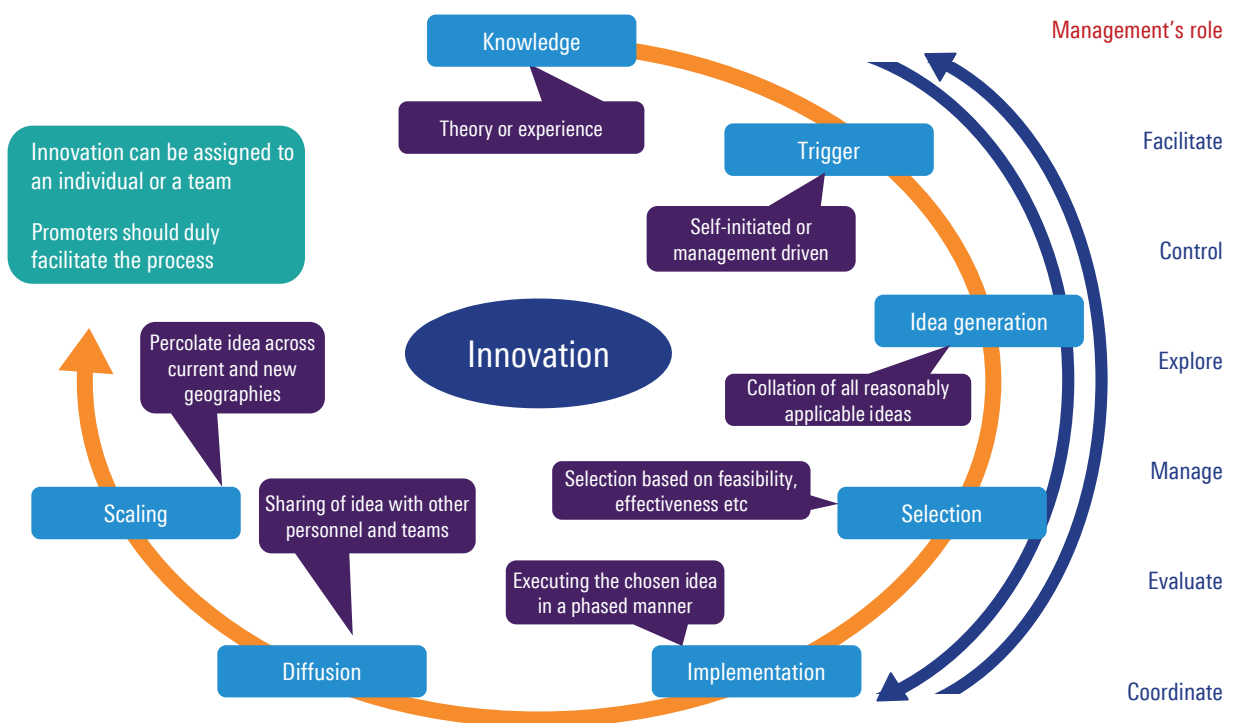 Knowledge
Theory or experience
Trigger
Self-initiated or
management driven
Idea generation
Collation of all reasonably
applicable ideas
Selection
Selection based on feasibility,
effectiveness etc
Implementation
Executing the chosen idea
in a phased manner
Diffusion
Sharing of idea with other
personnel and teams
Scaling
Percolate idea across
current and new
geographies
Innovation can be assigned to
an individual or a team
Promoters should duly
facilitate the process
Innovation
Management's role
Facilitate
Control
Explore
Manage
Evaluate
Coordinate